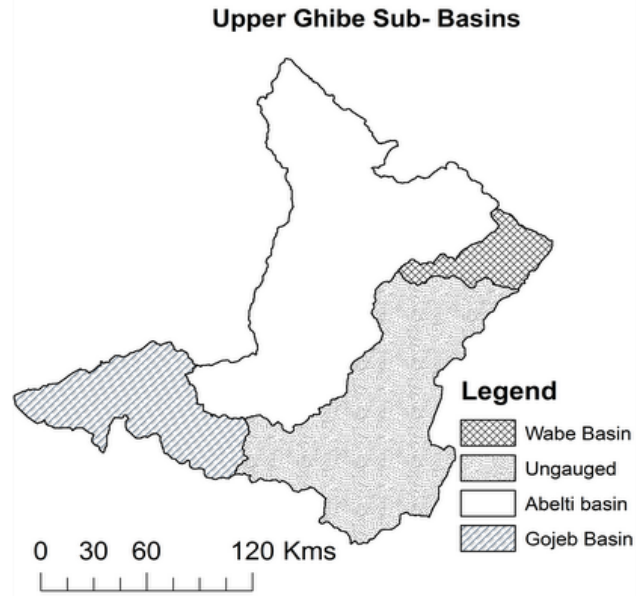 Upper Ghibe Sub- Basins
Legend
Wabe Basin
Ungauged
Abelti basin
Gojeb Basin
0 30 60 120 Kms